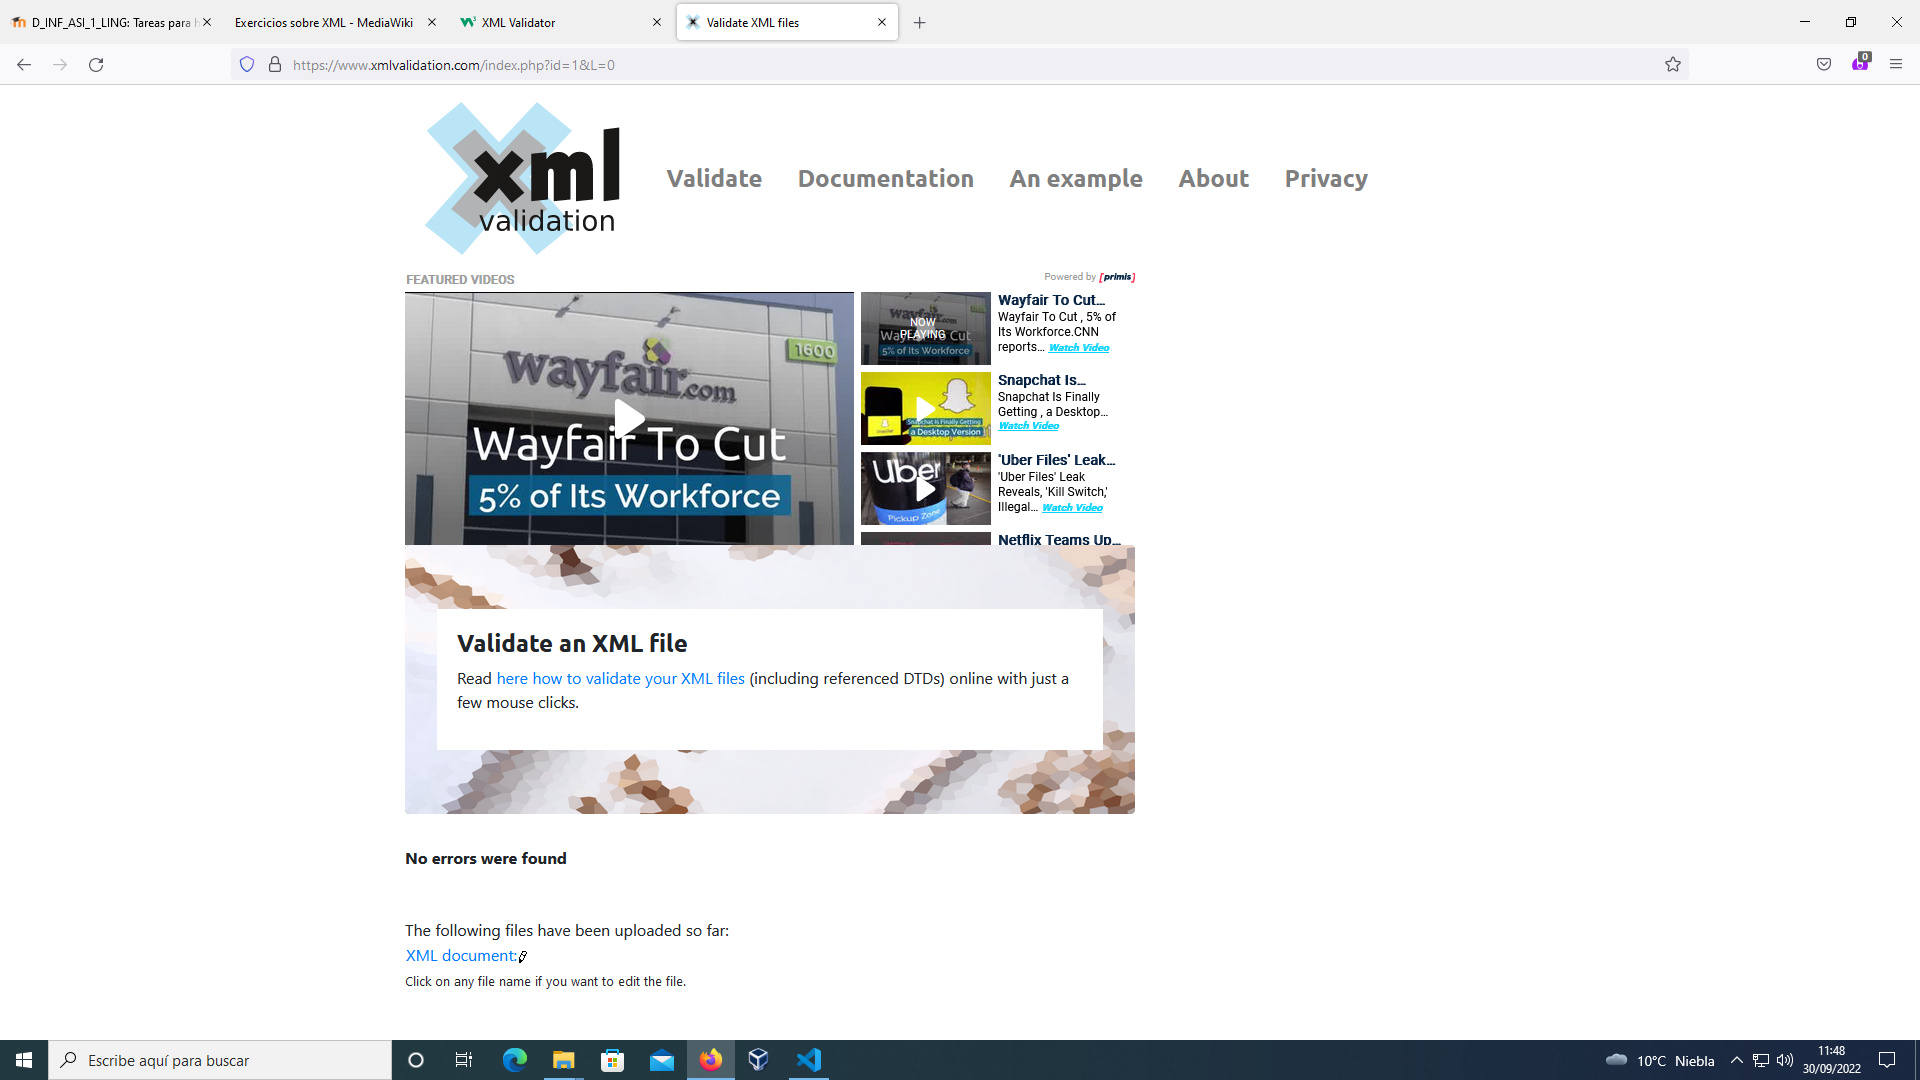 D_INF_ASI_1_LING: Tareas para h
Exercicios sobre XML - MediaWiki
XML Validator
Validate XML files
https://www.xmlvalidation.com/index.php?id=1&L=0
0
xml
validation
Validate
Documentation
An example
About
Privacy
FEATURED VIDEOS
Powered by [primis]
wayfair.com
1600
Wayfair To Cut
5% of Its Workforce
wayfair.com
NOW
PLAYING
Wayfair To Cut
5% of Its Workforce
Wayfair To Cut...
Wayfair To Cut , 5% of
Its Workforce.CNN
reports... Watch Video
Snapchat Is Finally Getting
a Desktop Version
Snapchat Is...
Snapchat Is Finally
Getting , a Desktop...
Watch Video
Uber
Pickup Zone
'Uber Files' Leak...
'Uber Files' Leak
Reveals, 'Kill Switch,'
Illegal... Watch Video
Netflix Teams Up...
Validate an XML file
Read here how to validate your XML files (including referenced DTDs) online with just a
few mouse clicks.
No errors were found
The following files have been uploaded so far:
XML document:
Click on any file name if you want to edit the file.
Escribe aquí para buscar
10°C Niebla
11:48
30/09/2022